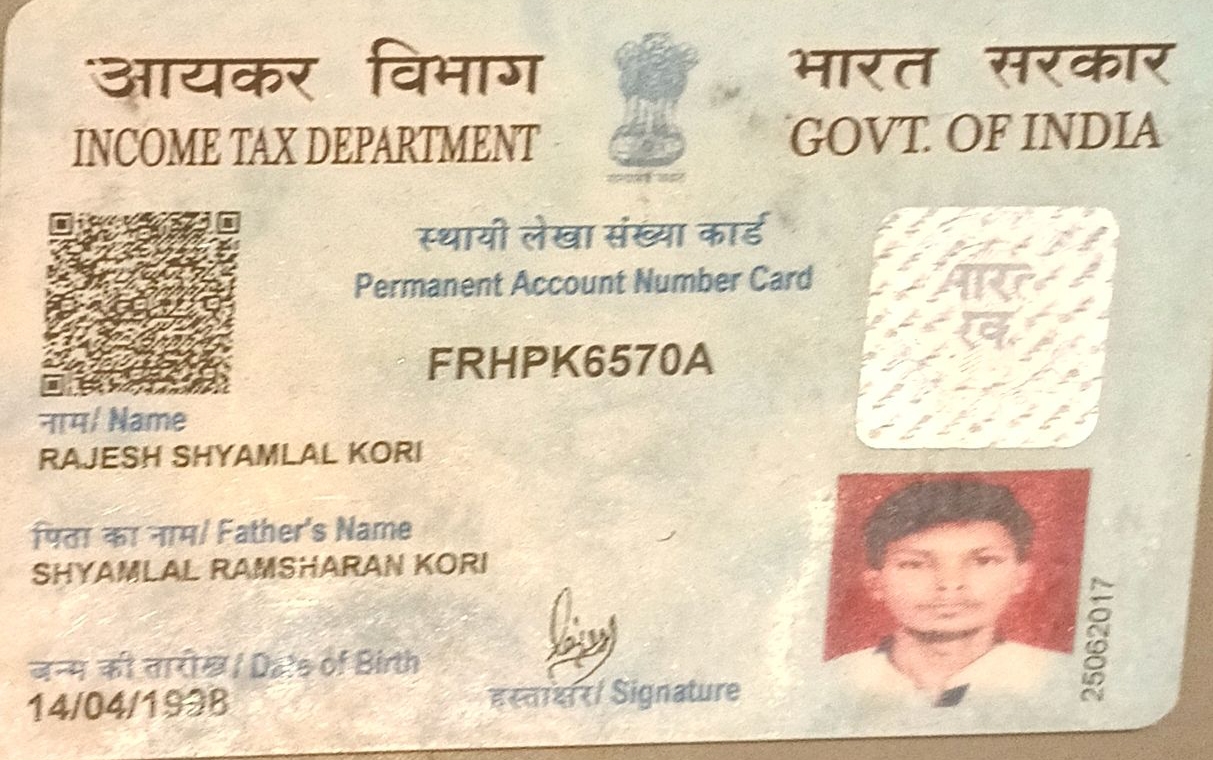 आयकर विभाग
INCOME TAX DEPARTMENT
भारत सरकार
GOVT. OF INDIA
स्थायी लेखा संख्या कार्ड
Permanent Account Number Card
FRHPK6570A
नाम/ Name
RAJESH SHYAMLAL KORI
पिता का नाम/ Father's Name
SHYAMLAL RAMSHARAN KORI
जन्म की तारीख/ Date of Birth
14/04/1998
हस्ताक्षर/ Signature
25062017